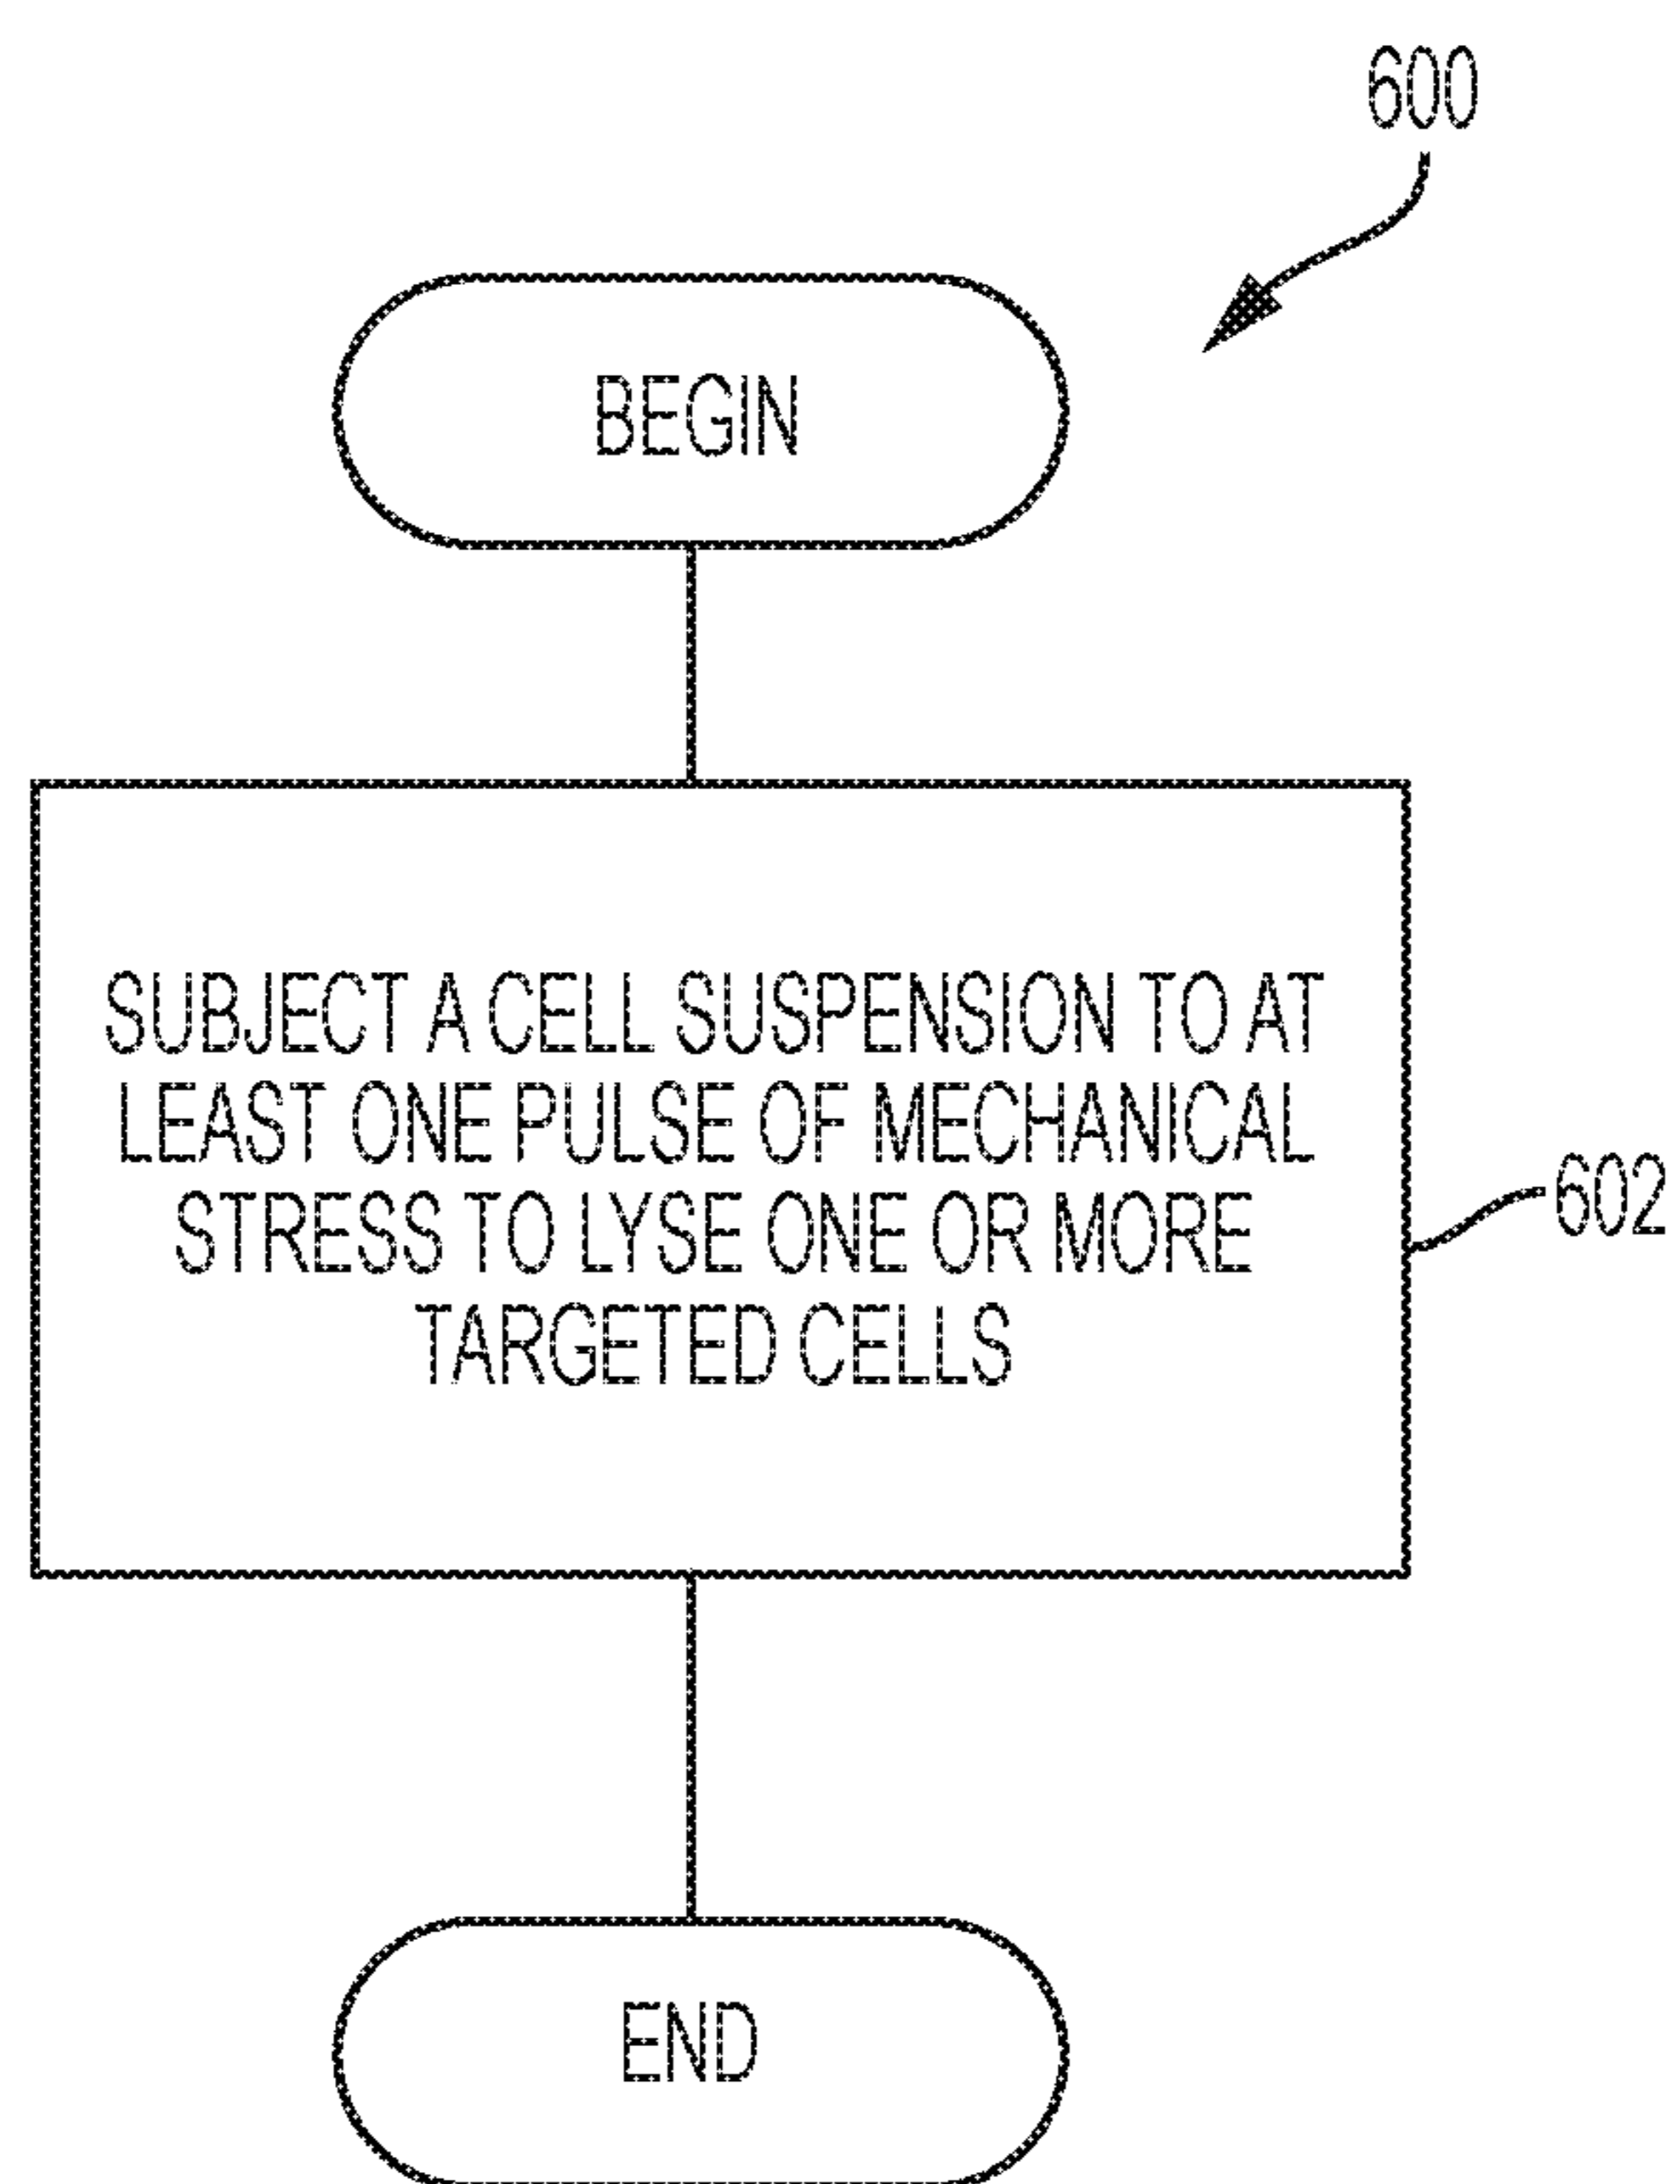 600
BEGIN
SUBJECT A CELL SUSPENSION TO AT
LEAST ONE PULSE OF MECHANICAL
STRESS TO LYSE ONE OR MORE
TARGETED CELLS
602
END